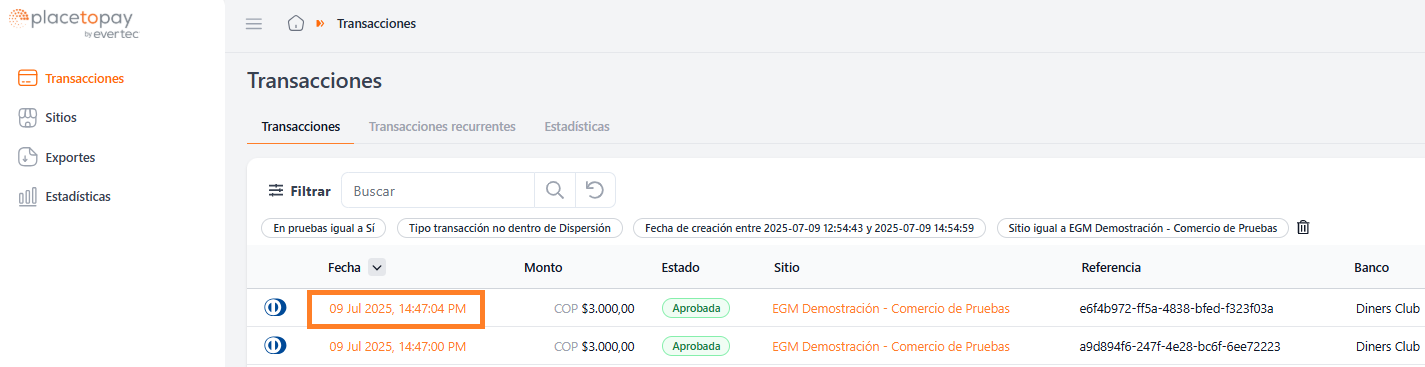 placetopay
by evertec
Transacciones
Transacciones
Sitios
Exportes
Estadísticas
Transacciones
Transacciones Transacciones recurrentes Estadísticas
Filtrar Buscar
En pruebas igual a Sí Tipo transacción no dentro de Dispersión Fecha de creación entre 2025-07-09 12:54:43 y 2025-07-09 14:54:59 Sitio igual a EGM Demostración - Comercio de Pruebas
Fecha Monto Estado Sitio Referencia Banco
09 Jul 2025, 14:47:04 PM COP $3.000,00 Aprobada EGM Demostración - Comercio de Pruebas e6f4b972-ff5a-4838-bfed-f323f03a Diners Club
09 Jul 2025, 14:47:00 PM COP $3.000,00 Aprobada EGM Demostración - Comercio de Pruebas a9d894f6-247f-4e28-bc6f-6ee72223 Diners Club